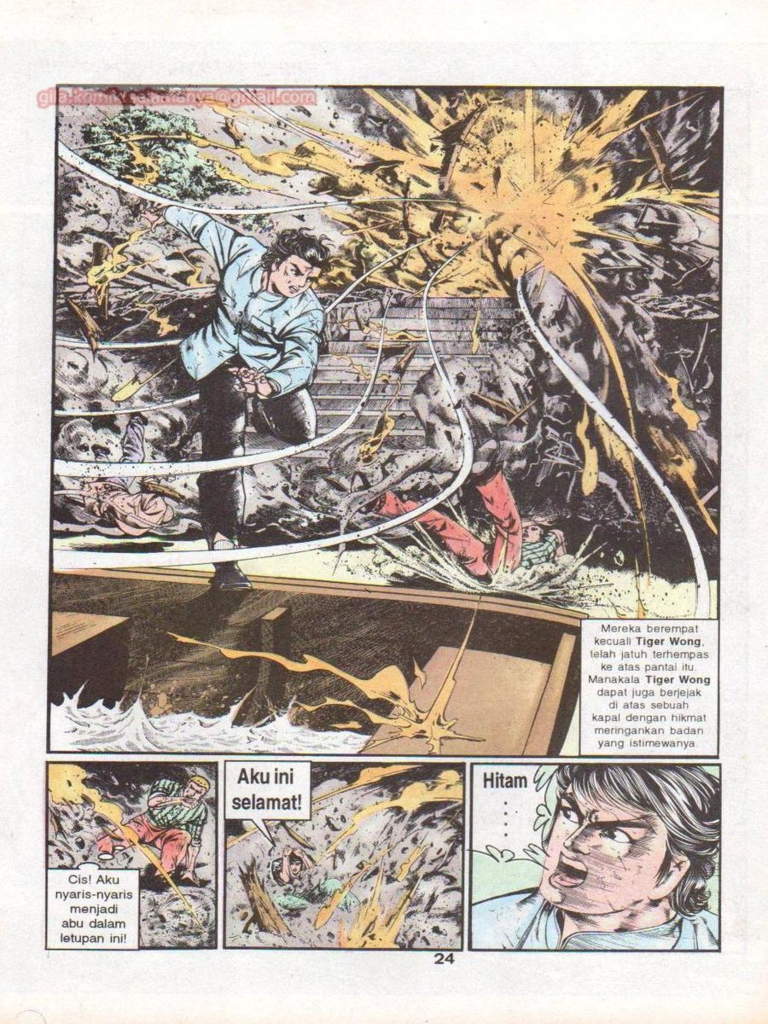 Mereka berempat
kecuali Tiger Wong,
telah jatuh terhempas
ke atas pantai itu.
Manakala Tiger Wong
dapat juga berjejak
di atas sebuah
kapal dengan hikmat
meringankan badan
yang istimewanya.
Cis! Aku
nyaris-nyaris
menjadi
abu dalam
letupan ini!
Aku ini
selamat!
Hitam
......
24